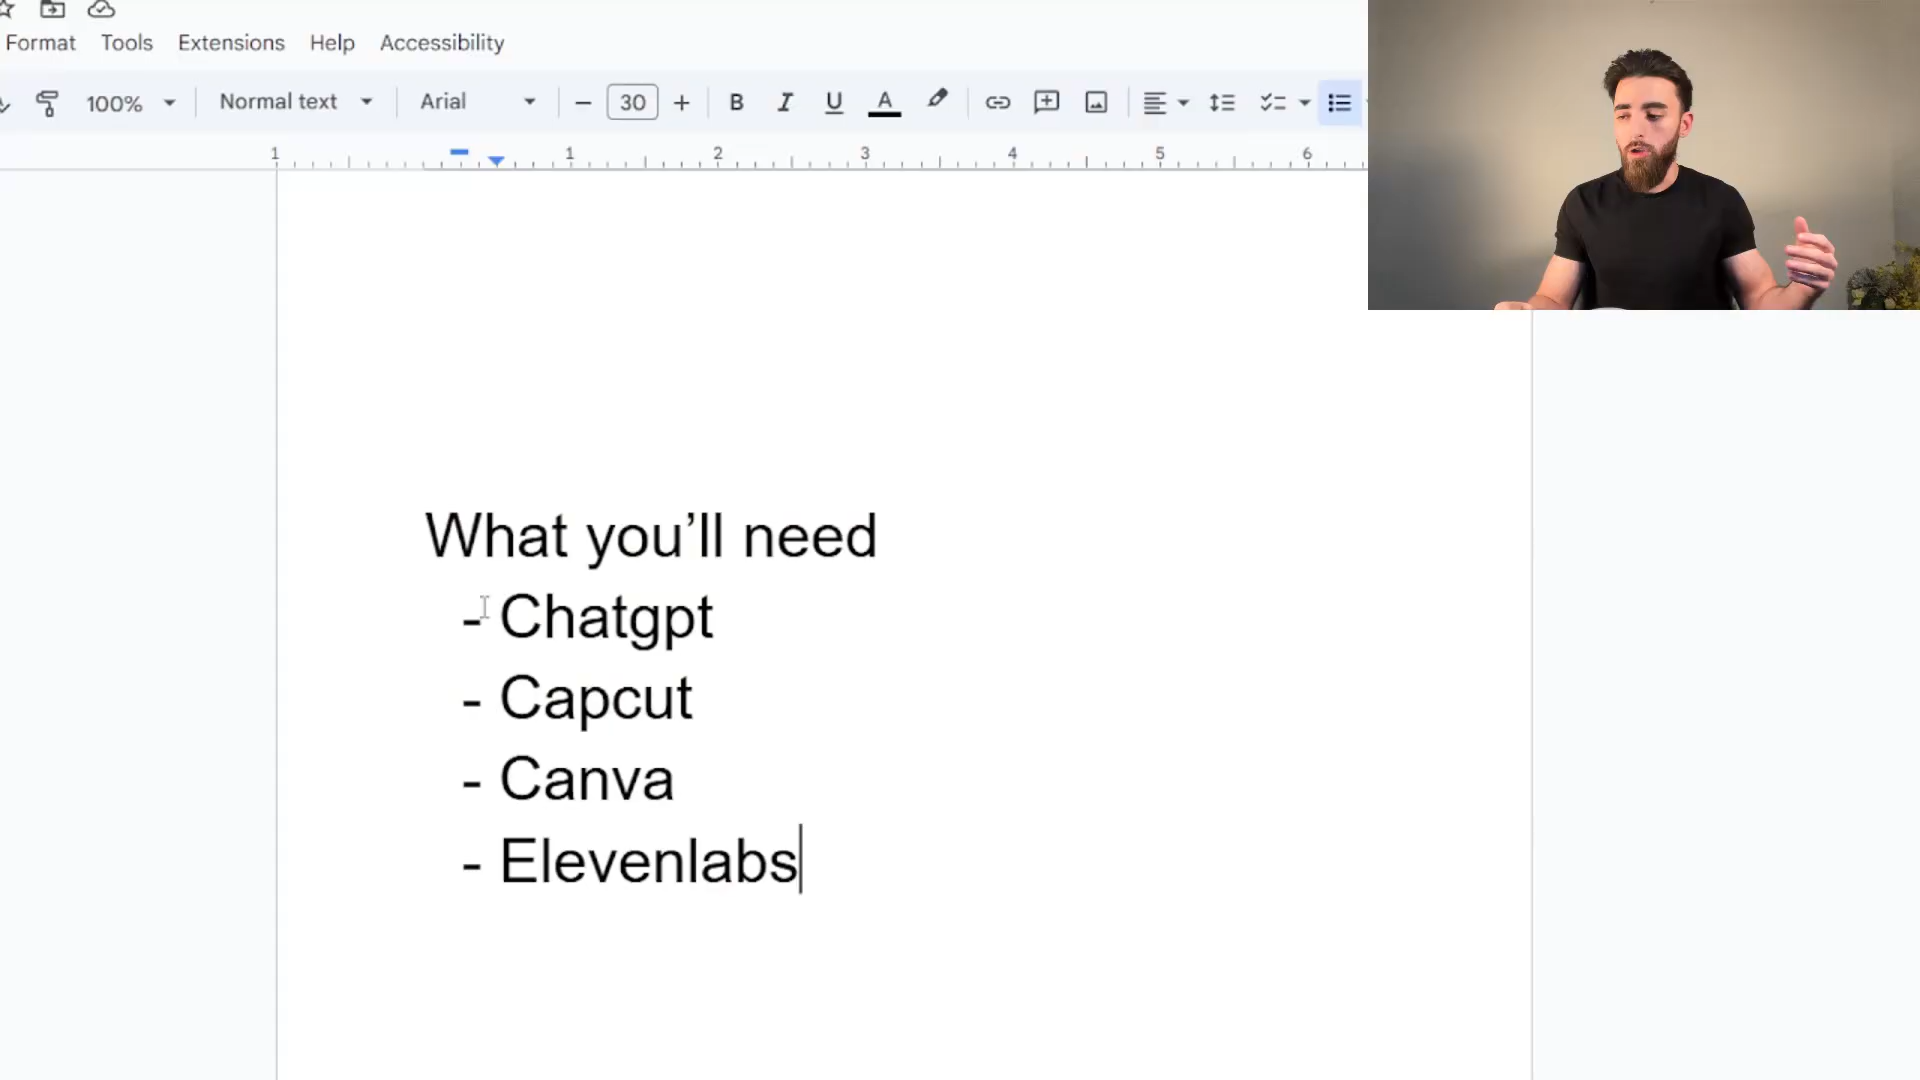 Format Tools Extensions Help Accessibility
100% Normal text Arial 30 B I U A
1 1 2 3 4 5 6
What you’ll need
- Chatgpt
- Capcut
- Canva
- Elevenlabs